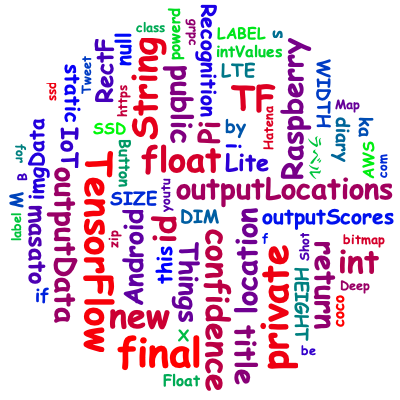 class
powerd
grpc
Recognition
LABEL
s
intValues
LTE
null
RectF
Tweet
ssd
https
String
public
id
TF
Hatena
Raspberry
WIDTH
Map
diary
ka
AWS
com
ラベル
static
IoT
imgData
SSD
Button
float
by
i
Lite
for
B
W
label
masato
if:
outputData
TensorFlow
SIZE
youtu
outputLocations
DIM
outputScores
zip
Android
id
this
Things
confidence
location
title
f
private
Shot
HEIGHT
return
bitmap
int
Deep
coco
new
x
final
Float
be